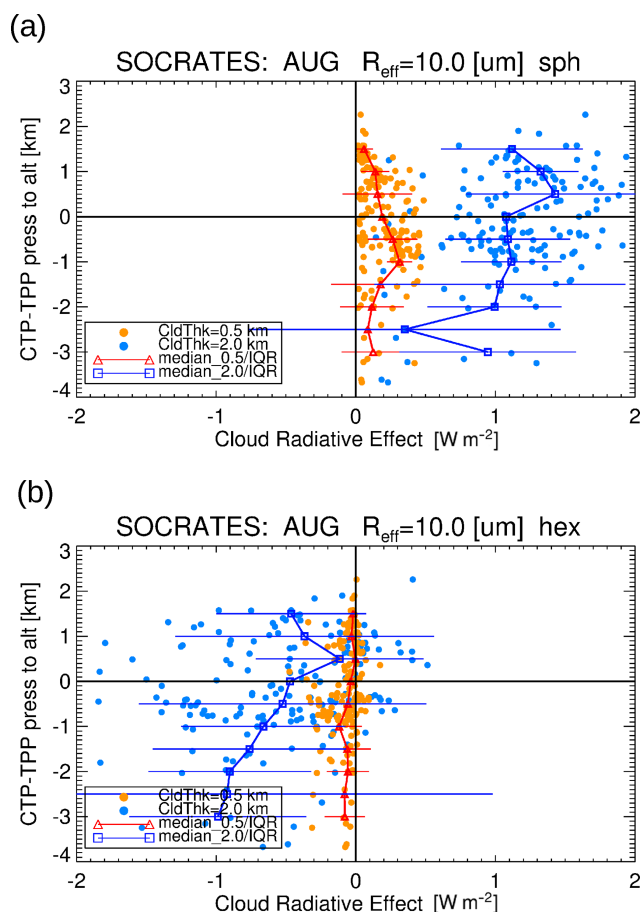 (a)
SOCRATES: AUG R_eff=10.0 [um] sph
CTP-TPP press to alt [km]
3
2
1
0
-1
-2
-3
-4
CldThk=0.5 km
CldThk=2.0 km
median_0.5/IQR
median_2.0/IQR
-2 -1 0 1 2
Cloud Radiative Effect [W m⁻²]
(b)
SOCRATES: AUG R_eff=10.0 [um] hex
CTP-TPP press to alt [km]
3
2
1
0
-1
-2
-3
-4
CldThk=0.5 km
CldThk=2.0 km
median_0.5/IQR
median_2.0/IQR
-2 -1 0 1 2
Cloud Radiative Effect [W m⁻²]